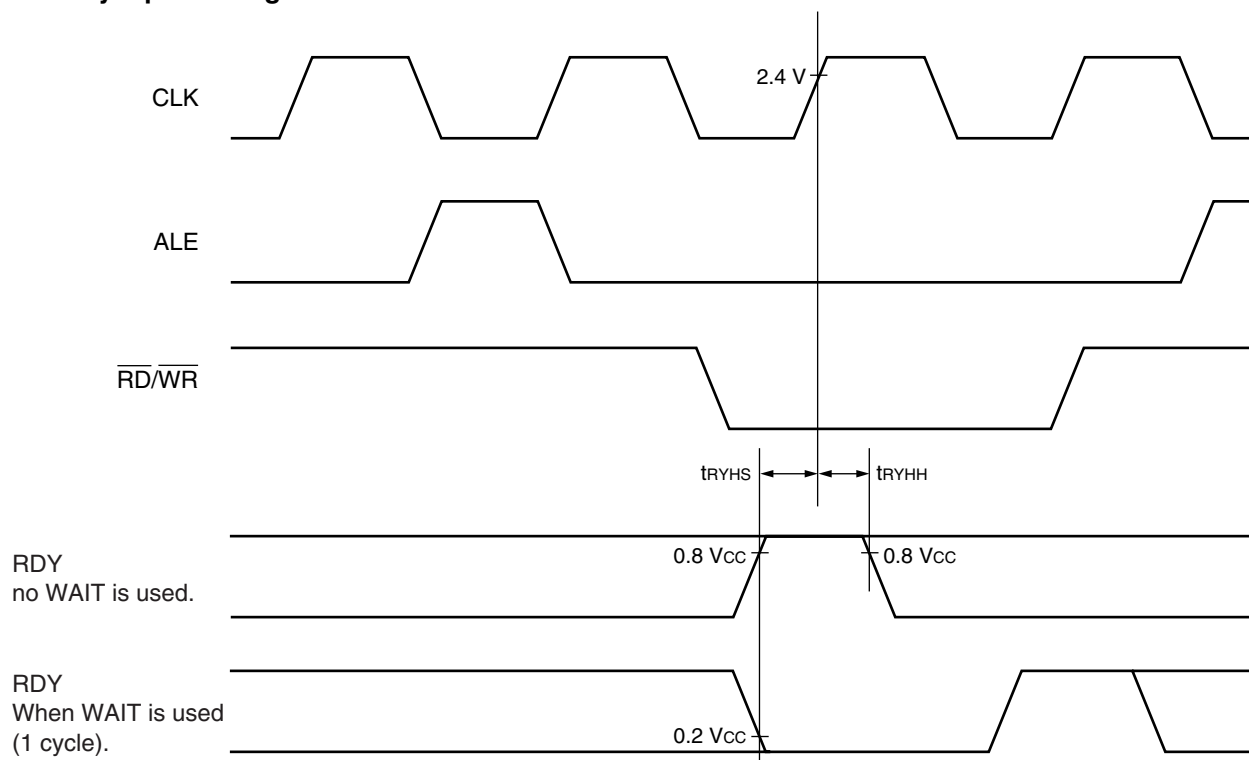 2.4 V
CLK
ALE
RD/WR
tRYHS
tRYHH
RDY
no WAIT is used.
0.8 VCC
0.8 VCC
RDY
When WAIT is used
(1 cycle).
0.2 VCC